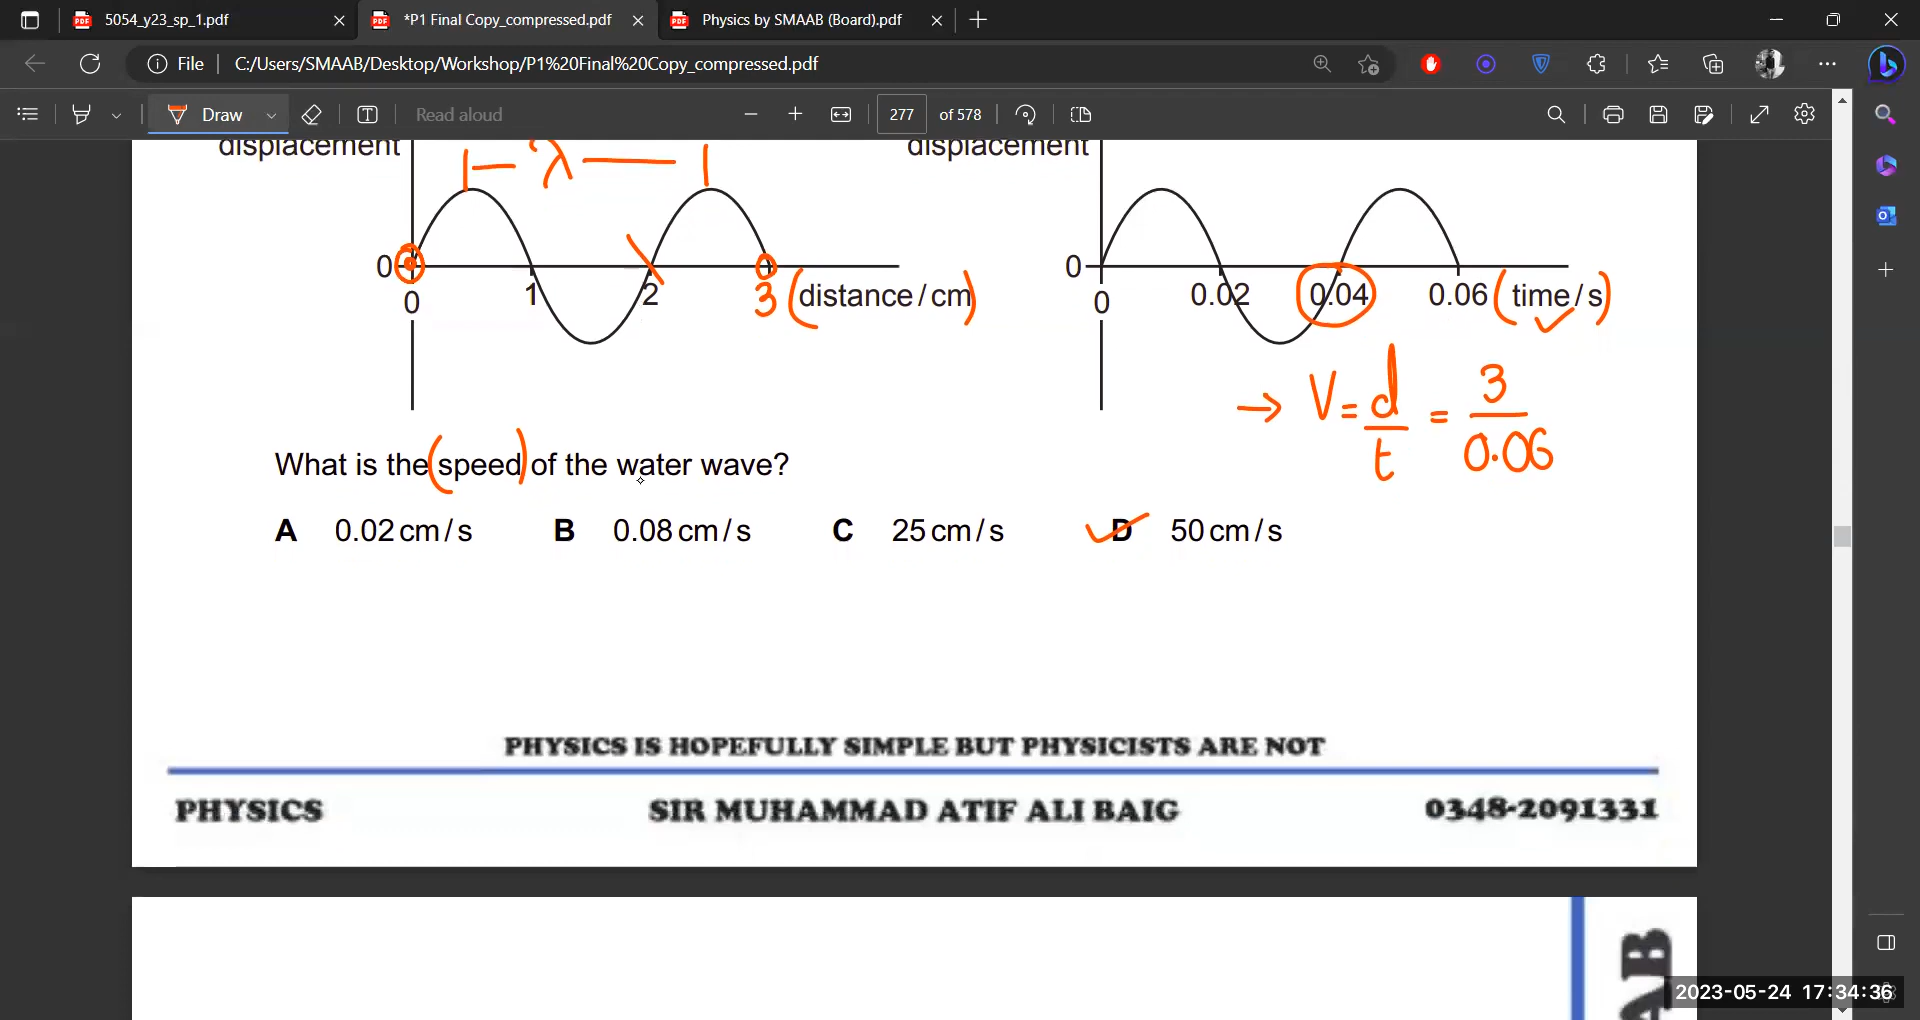 5054_y23_sp_1.pdf
*P1 Final Copy_compressed.pdf
Physics by SMAAB (Board).pdf
File
C:/Users/SMAAB/Desktop/Workshop/P1%20Final%20Copy_compressed.pdf
Draw
Read aloud
277 of 578
displacement
λ
0
0 1 2 3 (distance / cm)
displacement
0
0 0.02 0.04 0.06 (time / s)
→ V = d/t = 3/0.06
What is the (speed) of the water wave?
A 0.02 cm / s B 0.08 cm / s C 25 cm / s D 50 cm / s
PHYSICS IS HOPEFULLY SIMPLE BUT PHYSICISTS ARE NOT
PHYSICS SIR MUHAMMAD ATIF ALI BAIG 0348-2091331
AB
2023-05-24 17:34:36